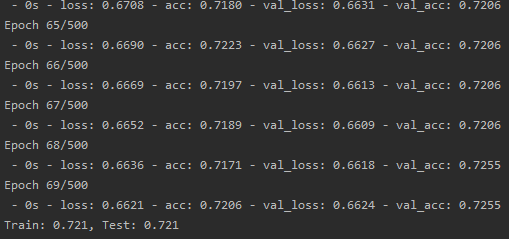 - 0s - loss: 0.6708 - acc: 0.7180 - val_loss: 0.6631 - val_acc: 0.7206
Epoch 65/500
- 0s - loss: 0.6690 - acc: 0.7223 - val_loss: 0.6627 - val_acc: 0.7206
Epoch 66/500
- 0s - loss: 0.6669 - acc: 0.7197 - val_loss: 0.6613 - val_acc: 0.7206
Epoch 67/500
- 0s - loss: 0.6652 - acc: 0.7189 - val_loss: 0.6609 - val_acc: 0.7206
Epoch 68/500
- 0s - loss: 0.6636 - acc: 0.7171 - val_loss: 0.6618 - val_acc: 0.7255
Epoch 69/500
- 0s - loss: 0.6621 - acc: 0.7206 - val_loss: 0.6624 - val_acc: 0.7255
Train: 0.721, Test: 0.721